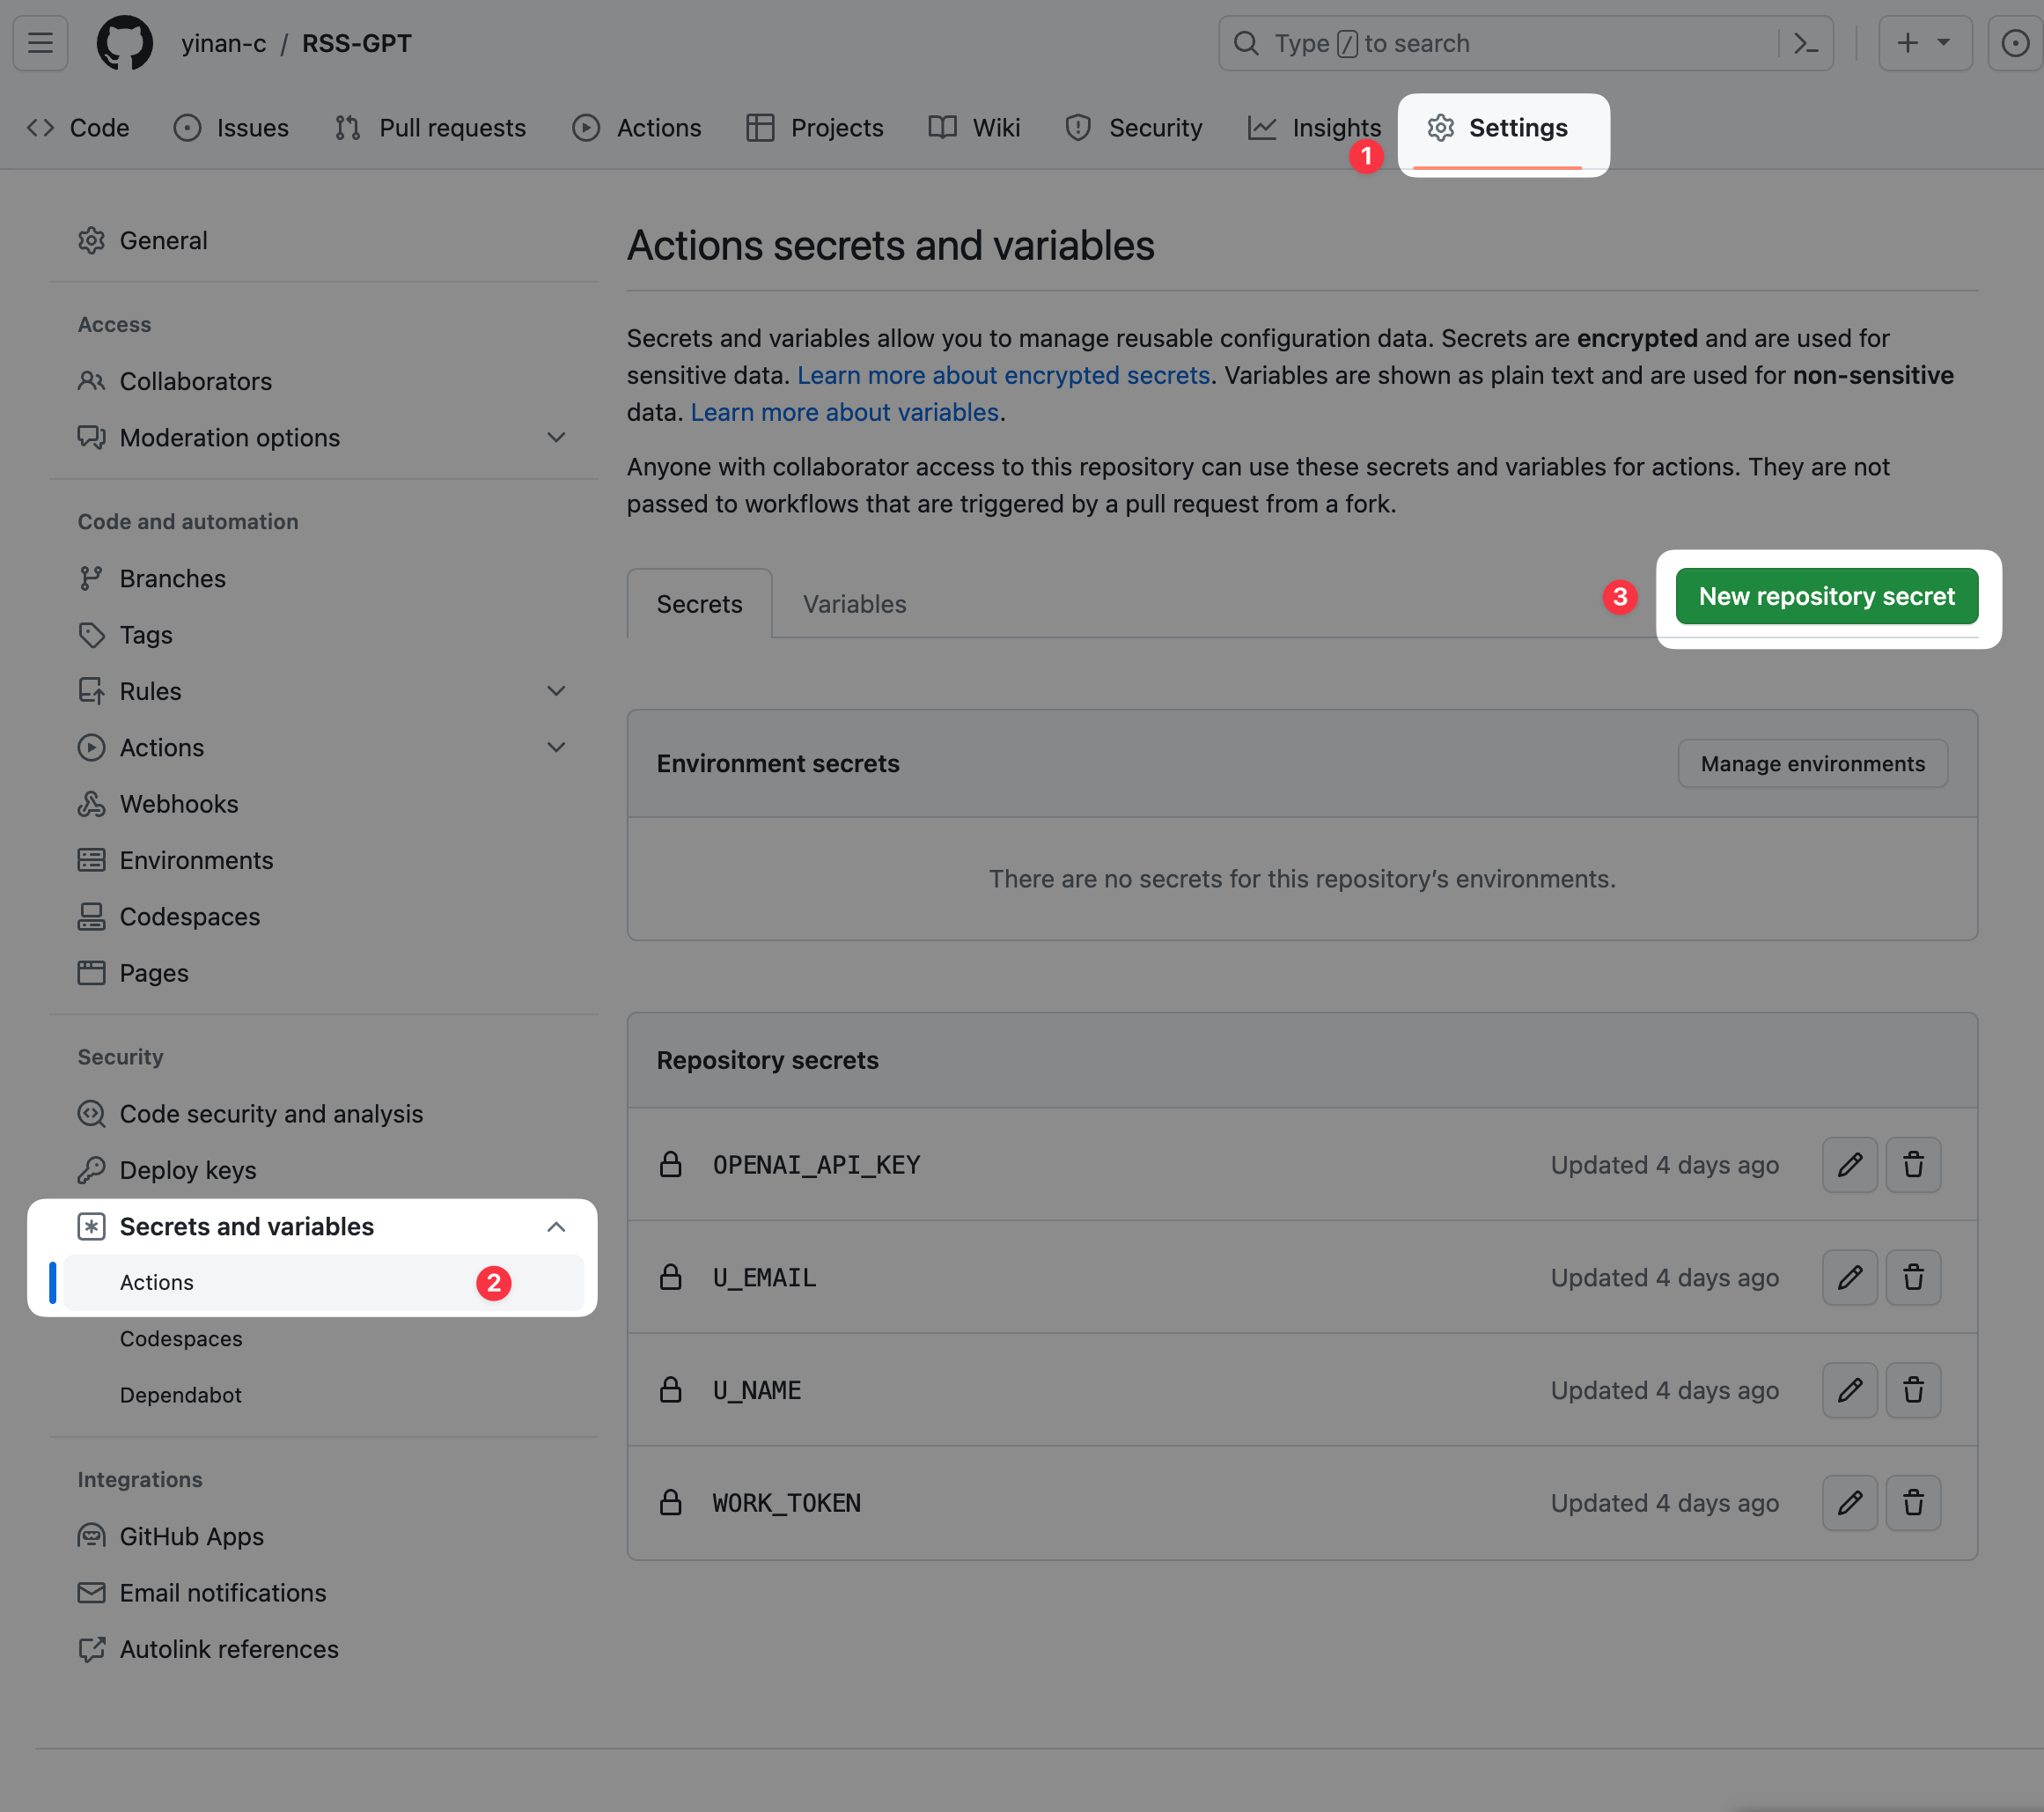 yinan-c / RSS-GPT
Type / to search
Code Issues Pull requests Actions Projects Wiki Security Insights Settings
1
General
Access
Collaborators
Moderation options
Code and automation
Branches
Tags
Rules
Actions
Webhooks
Environments
Codespaces
Pages
Security
Code security and analysis
Deploy keys
Secrets and variables
Actions
2
Codespaces
Dependabot
Integrations
GitHub Apps
Email notifications
Autolink references
Actions secrets and variables
Secrets and variables allow you to manage reusable configuration data. Secrets are encrypted and are used for
sensitive data. Learn more about encrypted secrets. Variables are shown as plain text and are used for non-sensitive
data. Learn more about variables.
Anyone with collaborator access to this repository can use these secrets and variables for actions. They are not
passed to workflows that are triggered by a pull request from a fork.
Secrets Variables
3
New repository secret
Environment secrets
Manage environments
There are no secrets for this repository’s environments.
Repository secrets
OPENAI_API_KEY Updated 4 days ago
U_EMAIL Updated 4 days ago
U_NAME Updated 4 days ago
WORK_TOKEN Updated 4 days ago